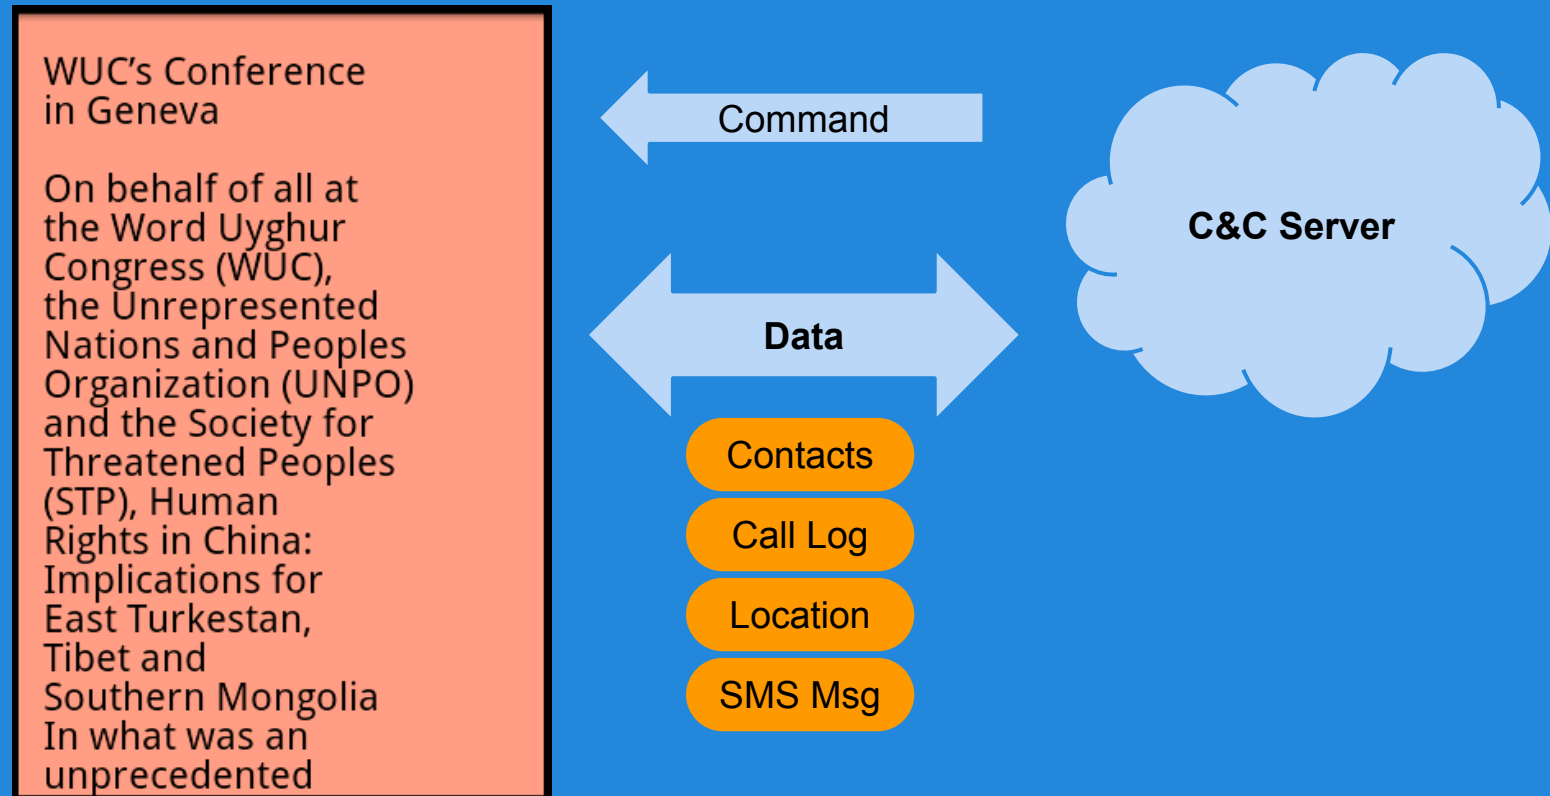 WUC's Conference
in Geneva
On behalf of all at
the Word Uyghur
Congress (WUC),
the Unrepresented
Nations and Peoples
Organization (UNPO)
and the Society for
Threatened Peoples
(STP), Human
Rights in China:
Implications for
East Turkestan,
Tibet and
Southern Mongolia
In what was an
unprecedented
Command
C&C Server
Data
Contacts
Call Log
Location
SMS Msg